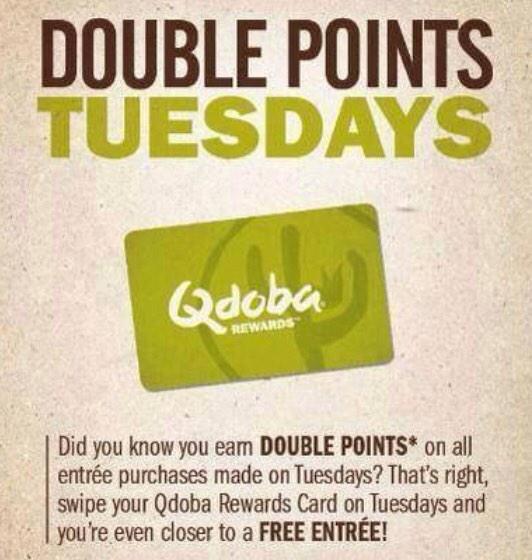 DOUBLE POINTS
TUESDAYS
Qdoba
REWARDS™
Did you know you earn DOUBLE POINTS* on all
entrée purchases made on Tuesdays? That's right,
swipe your Qdoba Rewards Card on Tuesdays and
you're even closer to a FREE ENTRÉE!